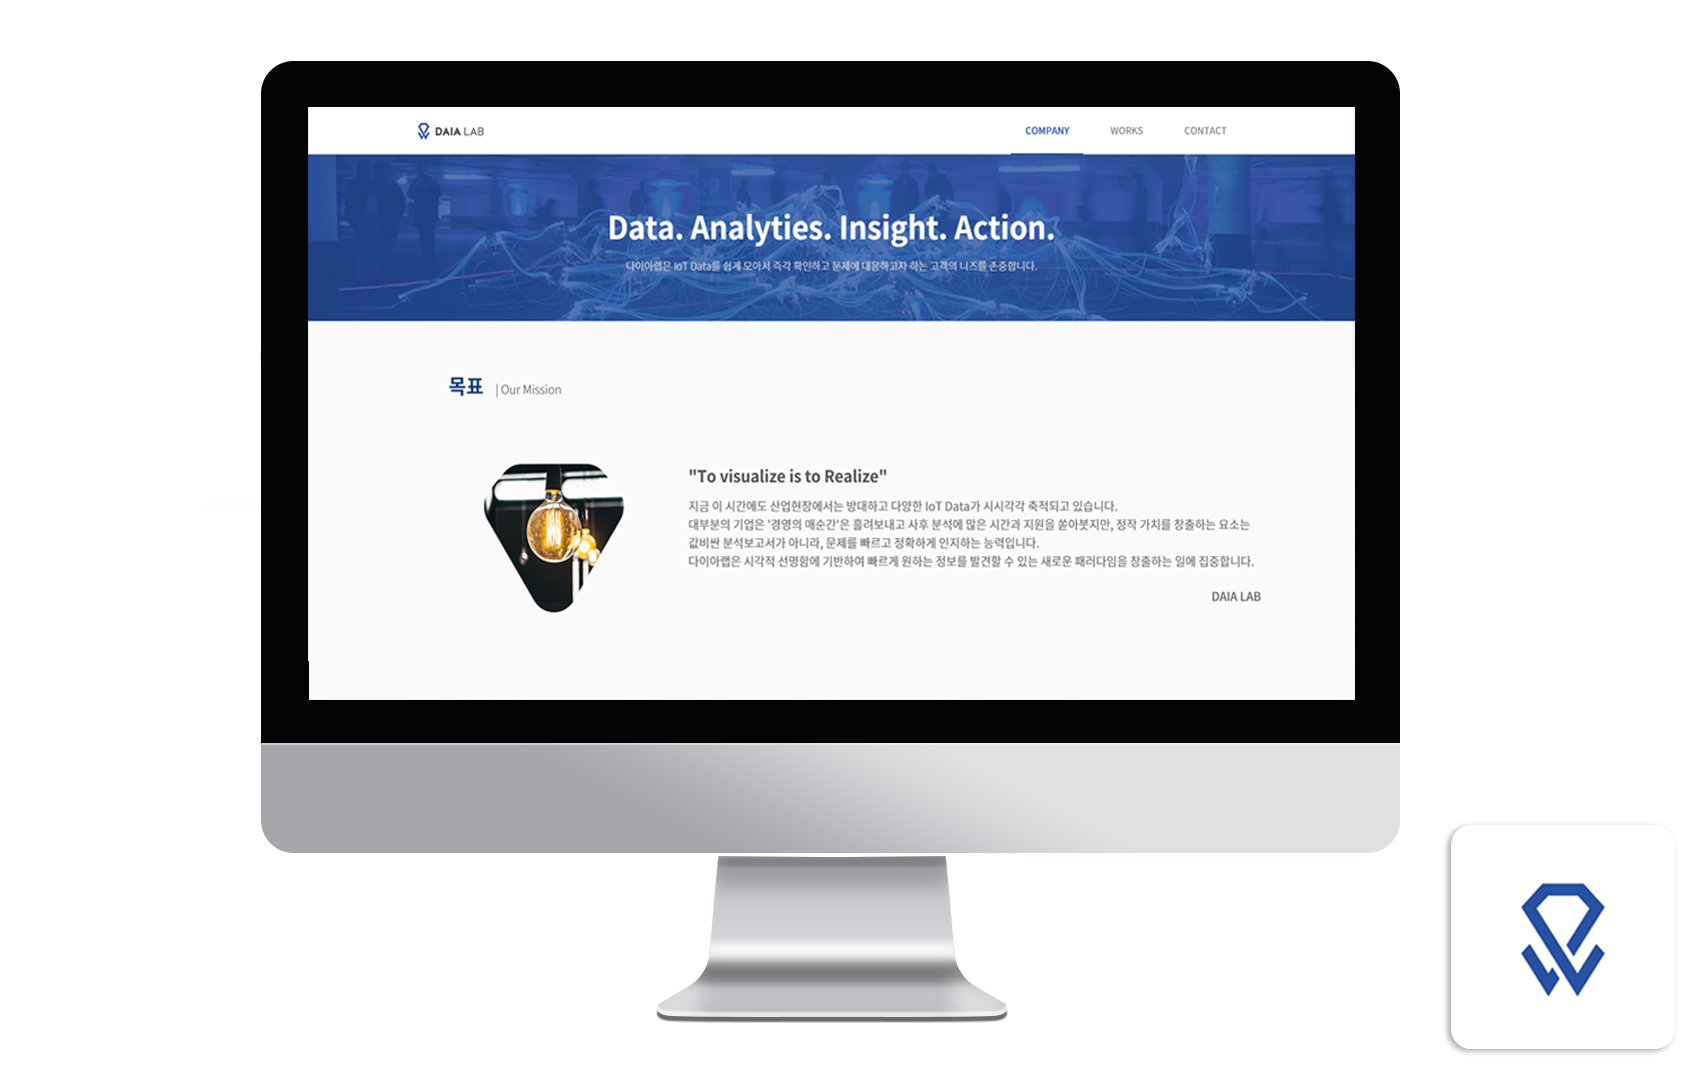 DAIA LAB
COMPANY
WORKS
CONTACT
Data. Analyties. Insight. Action.
다이아랩은 IoT Data를 쉽게 모아서 즉각 확인하고 문제에 대응하고자 하는 고객의 니즈를 존중합니다.
목표 | Our Mission
"To visualize is to Realize"
지금 이 시간에도 산업현장에서는 방대하고 다양한 IoT Data가 시시각각 축적되고 있습니다.
대부분의 기업은 '경영의 매순간'은 흘려보내고 사후 분석에 많은 시간과 지원을 쏟아붓지만, 정작 가치를 창출하는 요소는
값비싼 분석보고서가 아니라, 문제를 빠르고 정확하게 인지하는 능력입니다.
다이아랩은 시각적 선명함에 기반하여 빠르게 원하는 정보를 발견할 수 있는 새로운 패러다임을 창출하는 일에 집중합니다.
DAIA LAB